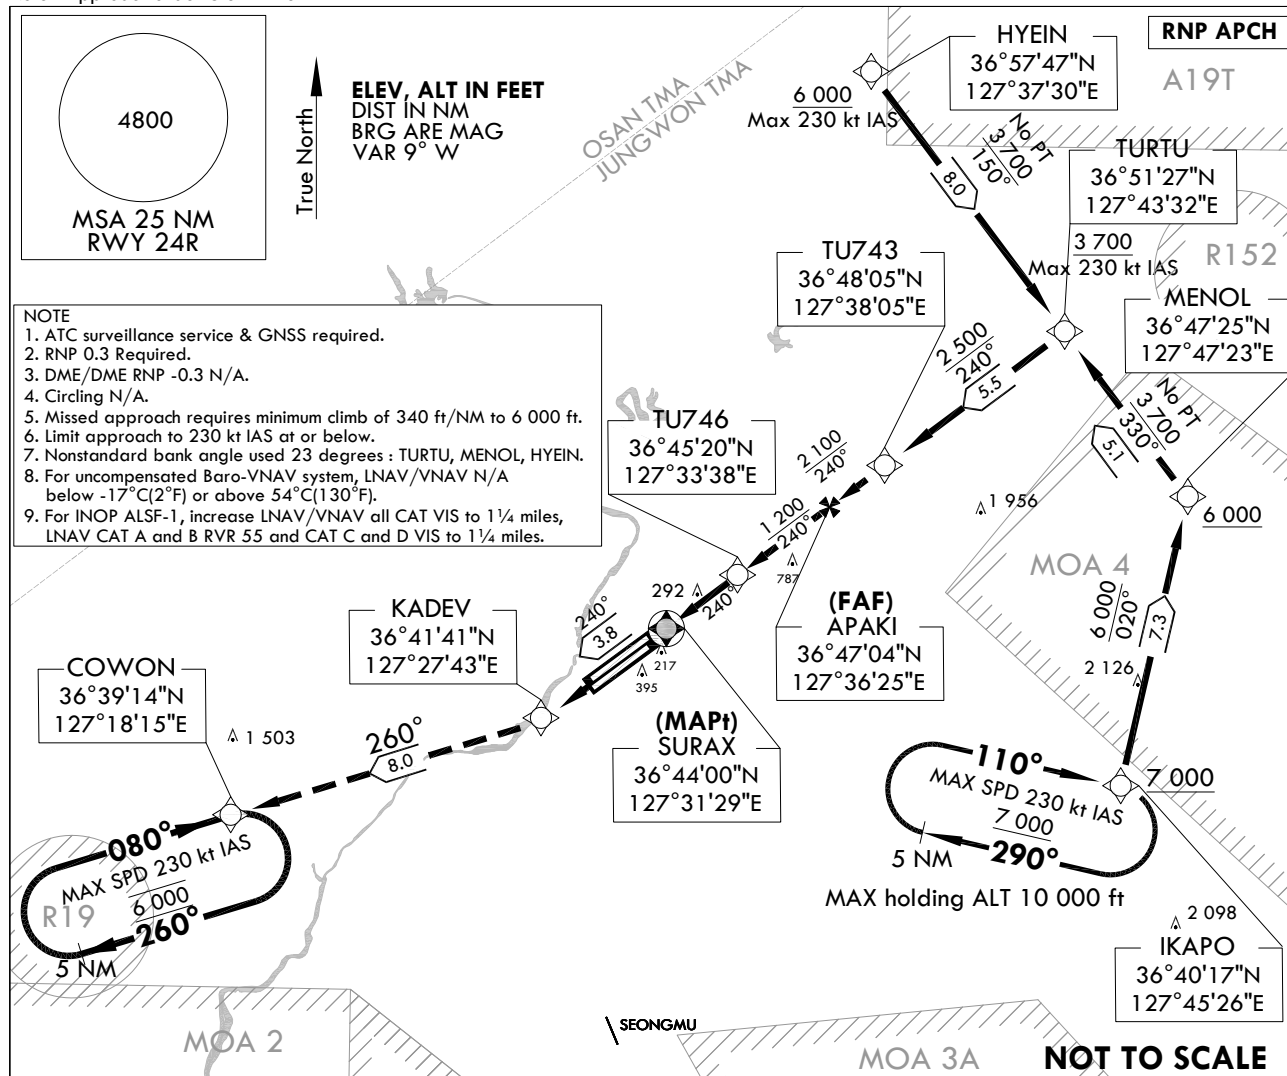 RNP APCH
A19T
4800
MSA 25 NM
RWY 24R
True North
ELEV, ALT IN FEET
DIST IN NM
BRG ARE MAG
VAR 9° W
OSAN TMA
JUNGWON TMA
HYEIN
36°57'47"N
127°37'30"E
6 000
Max 230 kt IAS
No PT
3 700
150°
8.0
TURTU
36°51'27"N
127°43'32"E
3 700
Max 230 kt IAS
R152
TU743
36°48'05"N
127°38'05"E
MENOL
36°47'25"N
127°47'23"E
NOTE
1. ATC surveillance service & GNSS required.
2. RNP 0.3 Required.
3. DME/DME RNP -0.3 N/A.
4. Circling N/A.
5. Missed approach requires minimum climb of 340 ft/NM to 6 000 ft.
6. Limit approach to 230 kt IAS at or below.
7. Nonstandard bank angle used 23 degrees : TURTU, MENOL, HYEIN.
8. For uncompensated Baro-VNAV system, LNAV/VNAV N/A
below -17°C(2°F) or above 54°C(130°F).
9. For INOP ALSF-1, increase LNAV/VNAV all CAT VIS to 1¼ miles,
LNAV CAT A and B RVR 55 and CAT C and D VIS to 1¼ miles.
2 500
240°
5.5
No PT
3 700
330°
5.1
TU746
36°45'20"N
127°33'38"E
2 100
240°
1 200
240°
1 956
6 000
MOA 4
787
292
240°
(FAF)
APAKI
36°47'04"N
127°36'25"E
6 000
020°
7.3
2 126
KADEV
36°41'41"N
127°27'43"E
240°
3.8
217
395
COWON
36°39'14"N
127°18'15"E
1 503
260°
8.0
(MAPt)
SURAX
36°44'00"N
127°31'29"E
110°
MAX SPD 230 kt IAS
7 000
290°
5 NM
7 000
MAX holding ALT 10 000 ft
080°
MAX SPD 230 kt IAS
6 000
260°
R19
5 NM
2 098
IKAPO
36°40'17"N
127°45'26"E
MOA 2
SEONGMU
MOA 3A
NOT TO SCALE